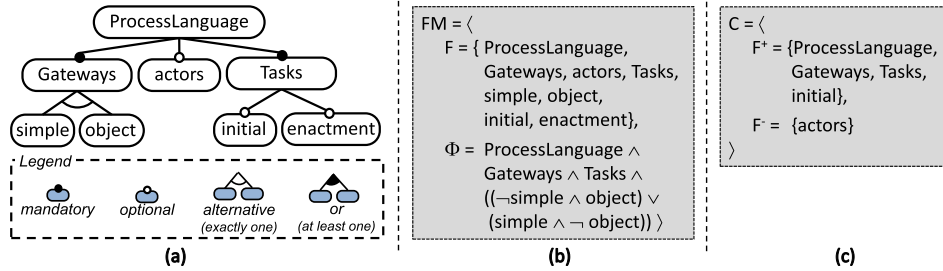 ProcessLanguage
Gateways
actors
Tasks
simple
object
initial
enactment
Legend
mandatory
optional
alternative
(exactly one)
or
(at least one)
(a)
FM = ⟨
F = { ProcessLanguage,
Gateways, actors, Tasks,
simple, object,
initial, enactment},
Φ = ProcessLanguage ∧
Gateways ∧ Tasks ∧
((¬simple ∧ object) ∨
(simple ∧ ¬ object)) ⟩
(b)
C = ⟨
F⁺ = {ProcessLanguage,
Gateways, Tasks,
initial},
F⁻ = {actors}
⟩
(c)